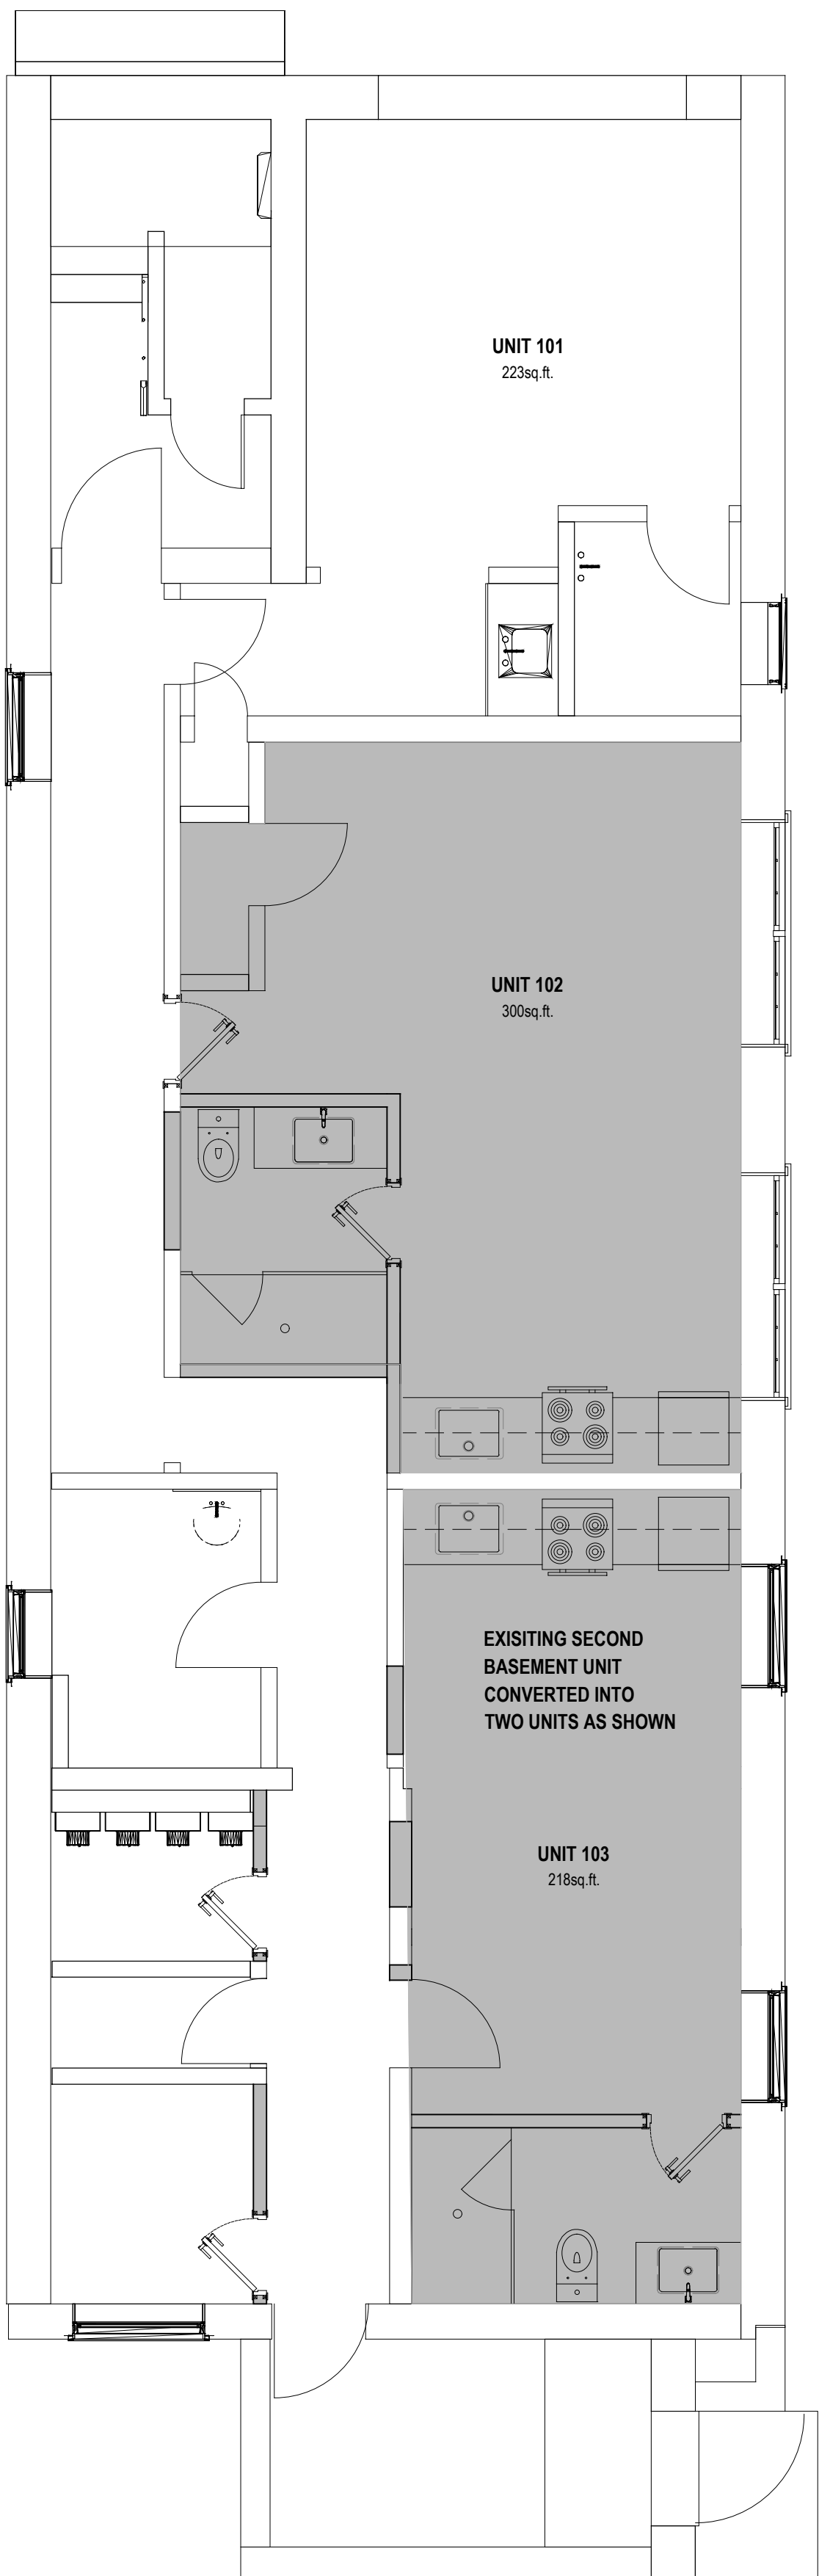 UNIT 101
223sq.ft.
UNIT 102
300sq.ft.
EXISITING SECOND
BASEMENT UNIT
CONVERTED INTO
TWO UNITS AS SHOWN
UNIT 103
218sq.ft.